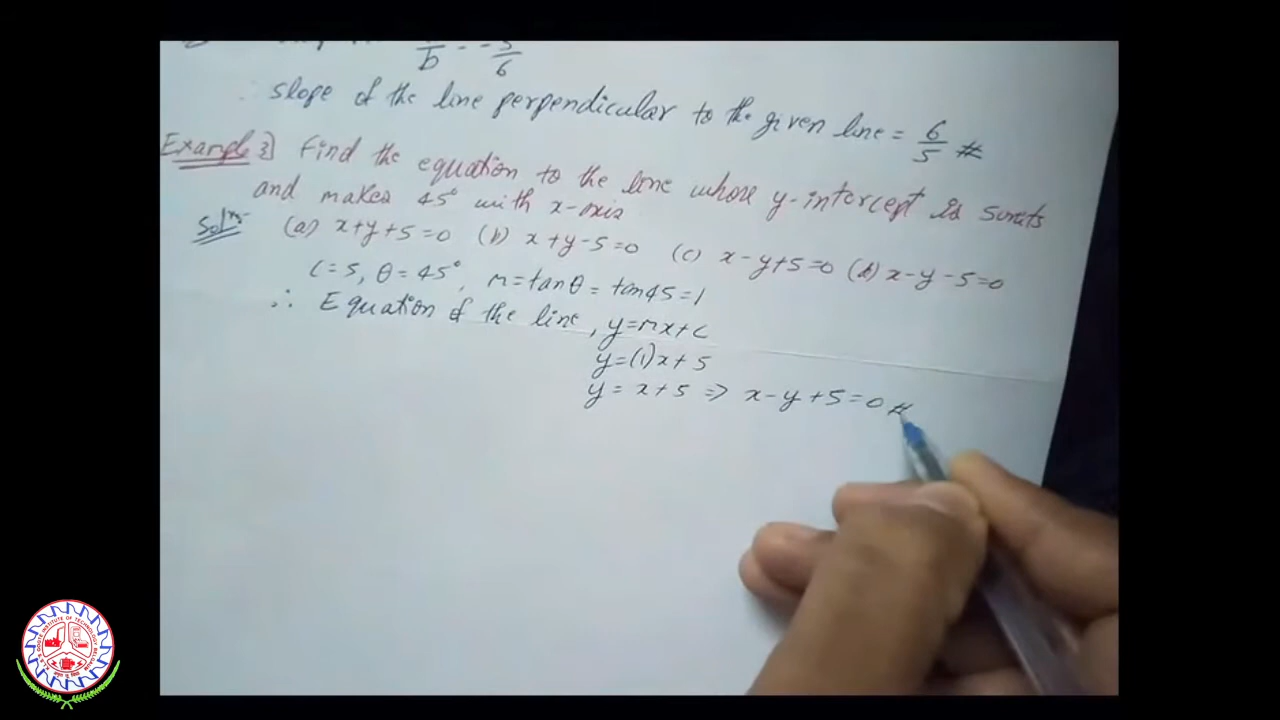 b = - 5/6
∴ slope of the line perpendicular to the given line = 6/5 #
Example 3] Find the equation to the line whose y-intercept is 5units
and makes 45° with x-axis
Solⁿ:- (a) x+y+5=0 (b) x+y-5=0 (c) x-y+5=0 (d) x-y-5=0
C=5, θ=45°, m=tanθ=tan45=1
∴ Equation of the line, y=mx+c
y=(1)x+5
y= x+5 ⇒ x-y+5=0 #